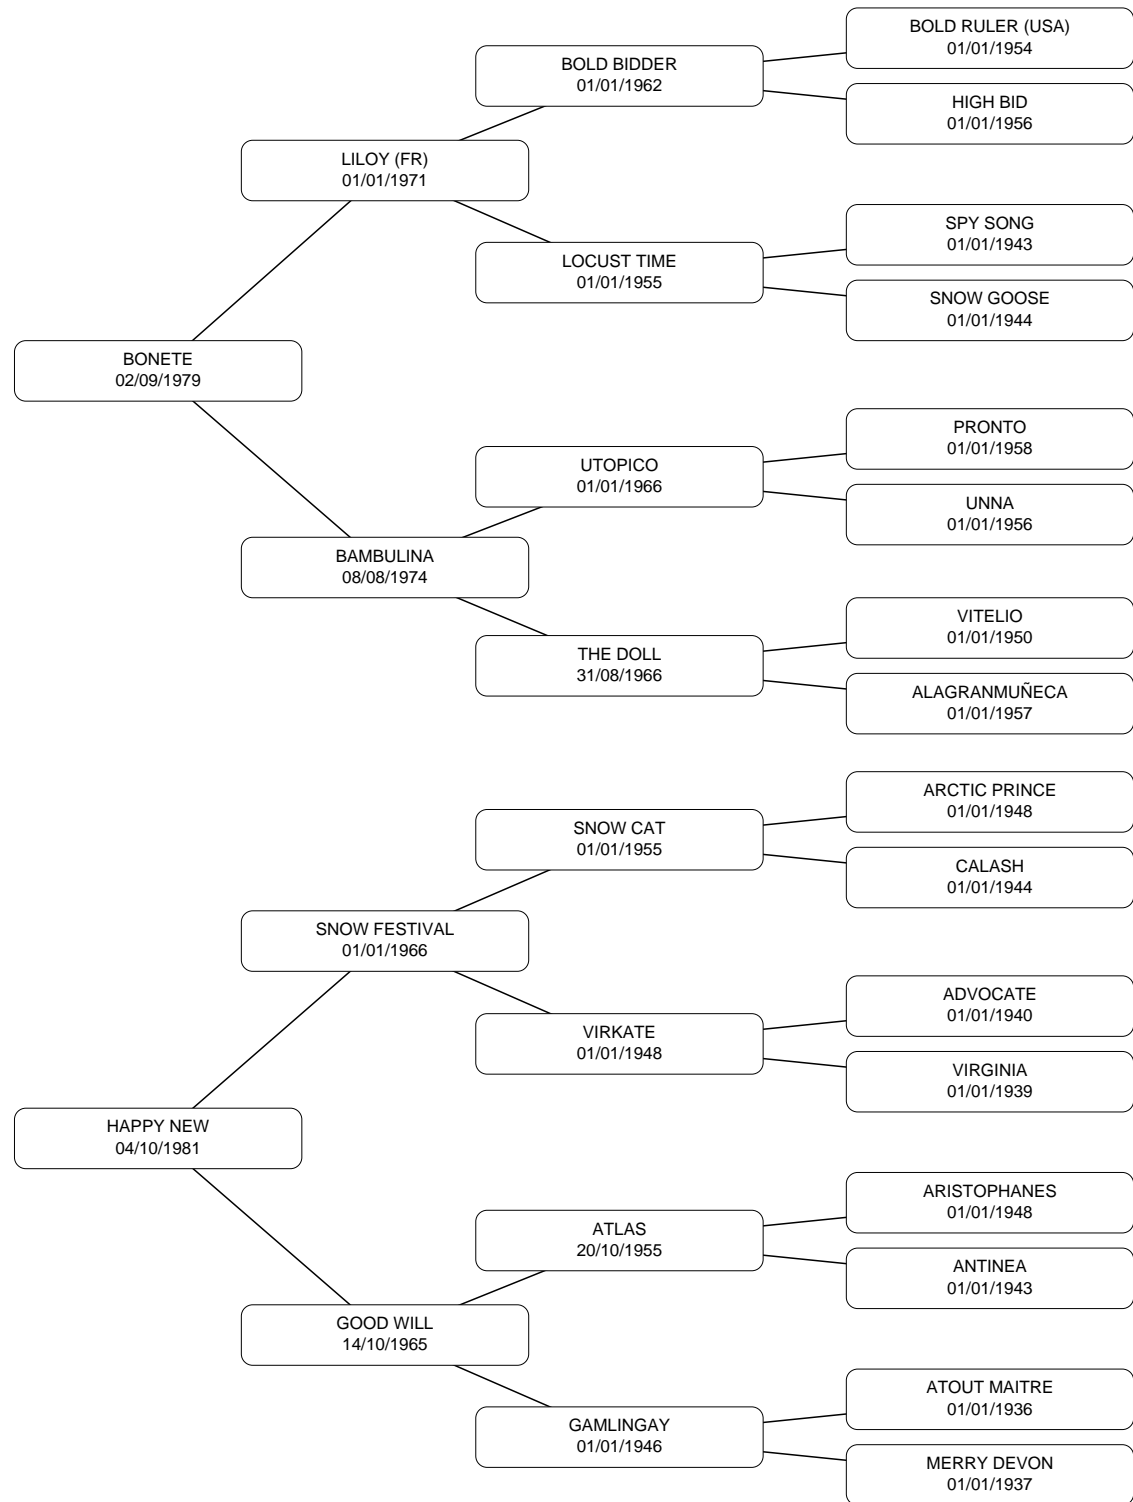 BOLD RULER (USA)
01/01/1954
BOLD BIDDER
01/01/1962
HIGH BID
01/01/1956
LILOY (FR)
01/01/1971
SPY SONG
01/01/1943
LOCUST TIME
01/01/1955
SNOW GOOSE
01/01/1944
BONETE
02/09/1979
PRONTO
01/01/1958
UTOPICO
01/01/1966
UNNA
01/01/1956
BAMBULINA
08/08/1974
VITELIO
01/01/1950
THE DOLL
31/08/1966
ALAGRANMUÑECA
01/01/1957
ARCTIC PRINCE
01/01/1948
SNOW CAT
01/01/1955
CALASH
01/01/1944
SNOW FESTIVAL
01/01/1966
ADVOCATE
01/01/1940
VIRKATE
01/01/1948
VIRGINIA
01/01/1939
HAPPY NEW
04/10/1981
ARISTOPHANES
01/01/1948
ATLAS
20/10/1955
ANTINEA
01/01/1943
GOOD WILL
14/10/1965
ATOUT MAITRE
01/01/1936
GAMLINGAY
01/01/1946
MERRY DEVON
01/01/1937